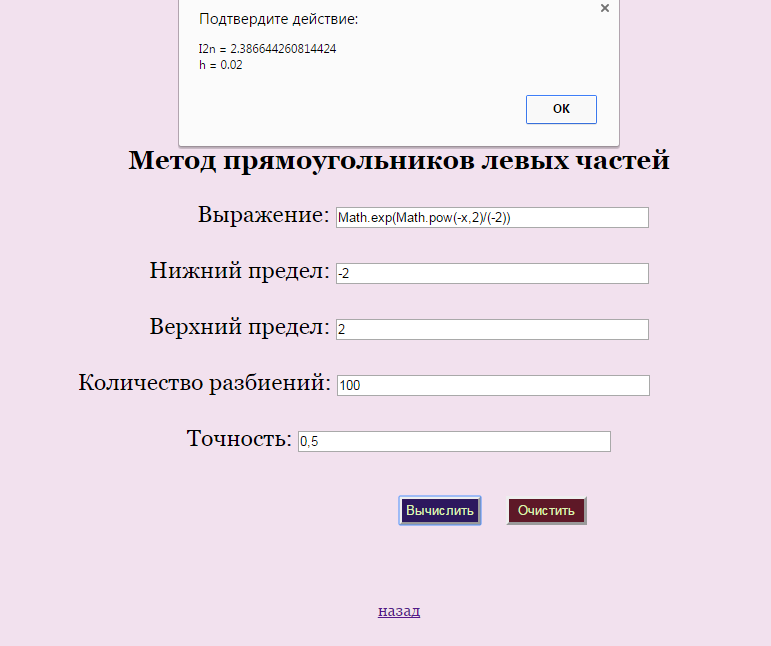 Подтвердите действие:
I2n = 2.386644260814424
h = 0.02
OK
Метод прямоугольников левых частей
Выражение: Math.exp(Math.pow(-x,2)/(-2))
Нижний предел: -2
Верхний предел: 2
Количество разбиений: 100
Точность: 0,5
Вычислить Очистить
назад